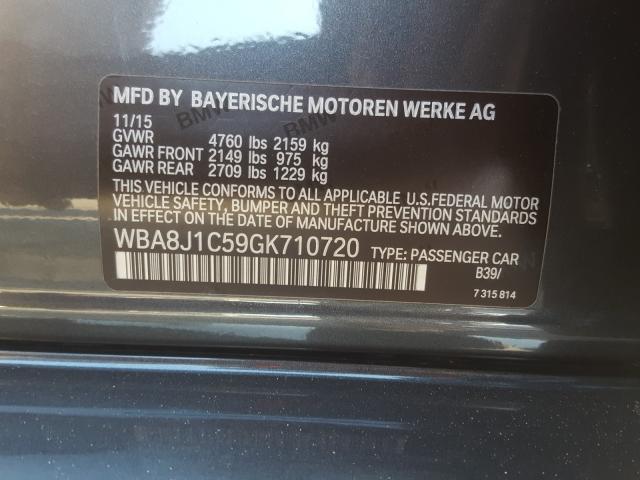 MFD BY BAYERISCHE MOTOREN WERKE AG
11/15
GVWR 4760 lbs 2159 kg
GAWR FRONT 2149 lbs 975 kg
GAWR REAR 2709 lbs 1229 kg
THIS VEHICLE CONFORMS TO ALL APPLICABLE U.S.FEDERAL MOTOR
VEHICLE SAFETY, BUMPER AND THEFT PREVENTION STANDARDS
IN EFFECT ON THE DATE OF MANUFACTURE SHOWN ABOVE.
WBA8J1C59GK710720 TYPE: PASSENGER CAR
B39/
7 315 814